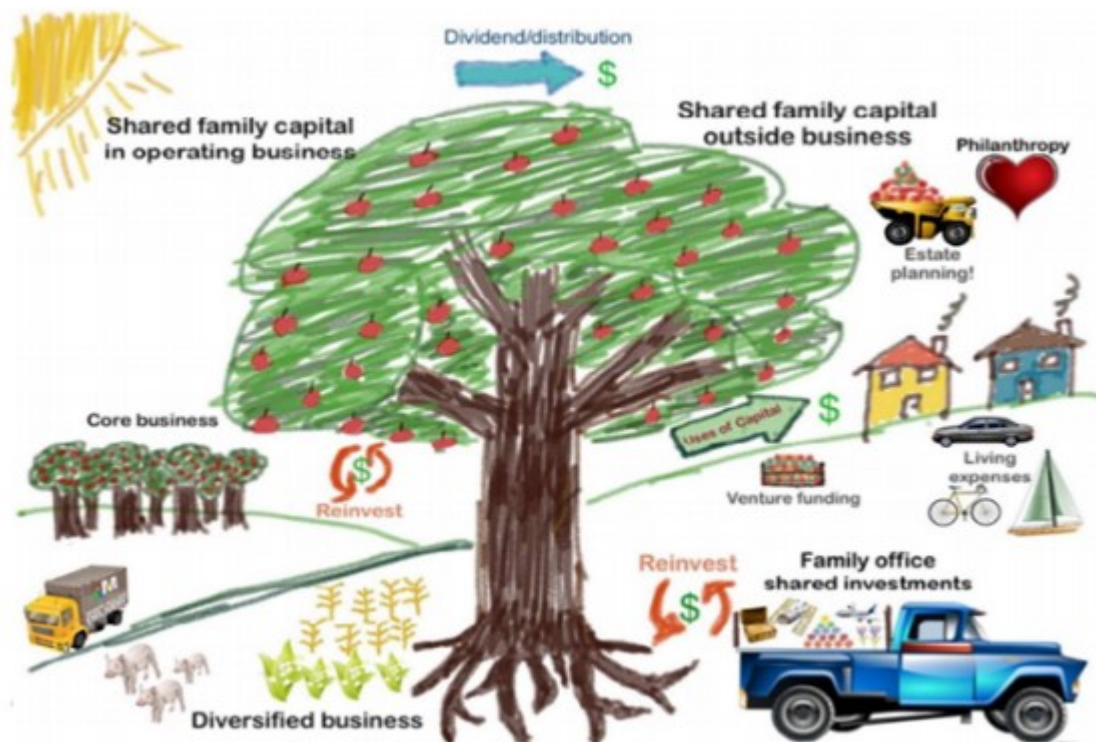 Dividend/distribution
$
Shared family capital
in operating business
Shared family capital
outside business
Philanthropy
Estate
planning!
Core business
$
Reinvest
Uses of Capital
$
Venture funding
Living
expenses
Reinvest
$
Family office
shared investments
Diversified business